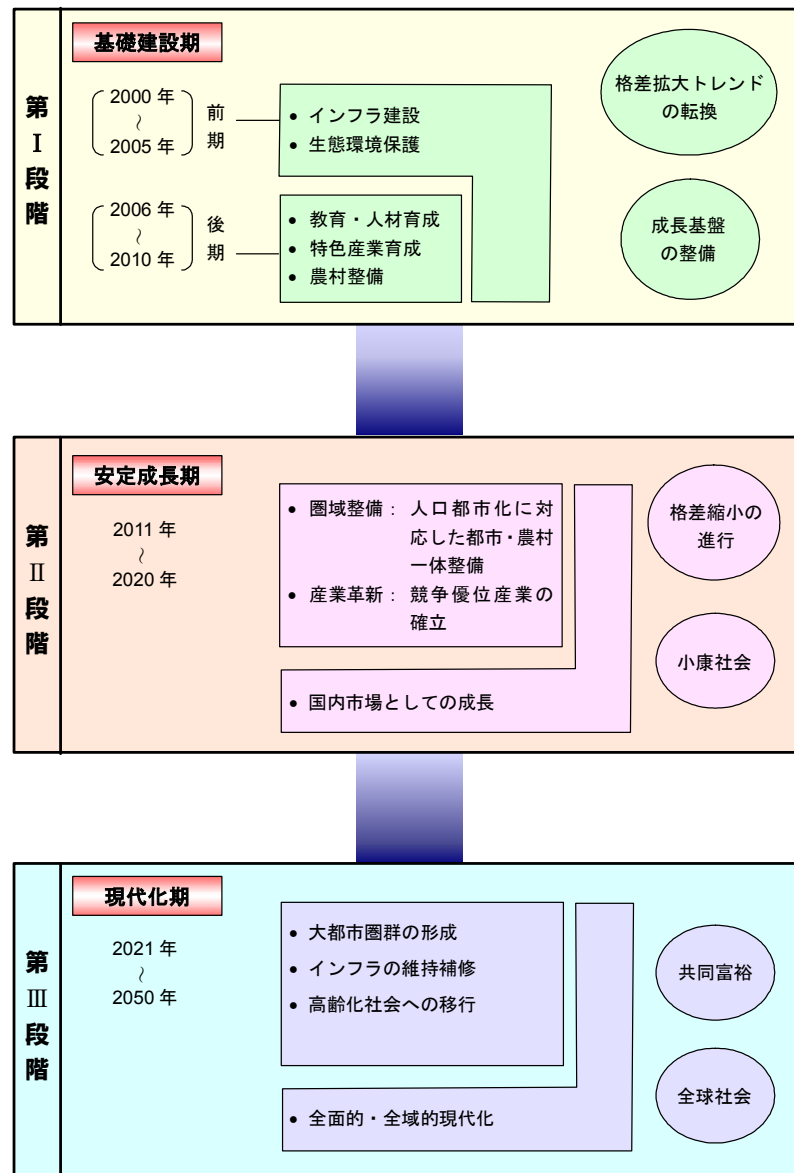 第Ⅰ段階
基礎建設期
2000 年
～
2005 年
前期
• インフラ建設
• 生態環境保護
2006 年
～
2010 年
後期
• 教育・人材育成
• 特色産業育成
• 農村整備
格差拡大トレンド
の転換
成長基盤
の整備
第Ⅱ段階
安定成長期
2011 年
～
2020 年
• 圏域整備： 人口都市化に対
応した都市・農村
一体整備
• 産業革新： 競争優位産業の
確立
• 国内市場としての成長
格差縮小の
進行
小康社会
第Ⅲ段階
現代化期
2021 年
～
2050 年
• 大都市圏群の形成
• インフラの維持補修
• 高齢化社会への移行
• 全面的・全域的現代化
共同富裕
全球社会